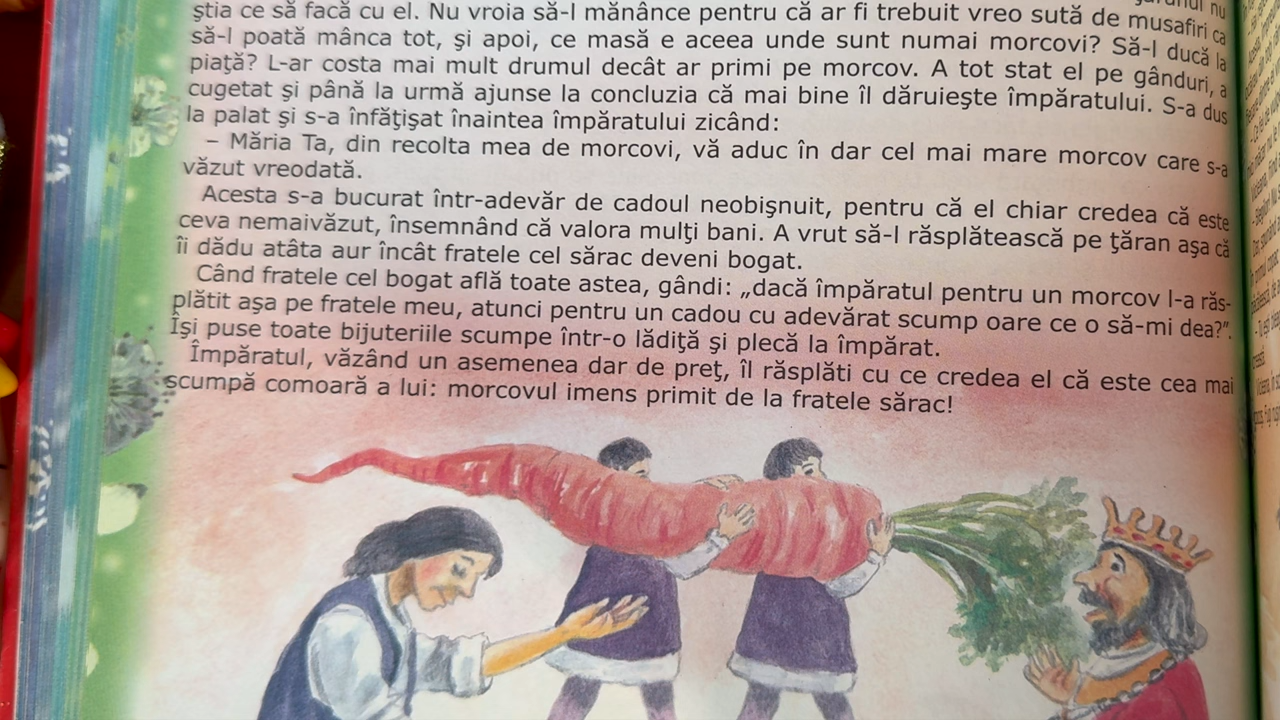 ştia ce să facă cu el. Nu vroia să-l mănânce pentru că ar fi trebuit vreo sută de musafiri ca
să-l poată mânca tot, şi apoi, ce masă e aceea unde sunt numai morcovi? Să-l ducă la
piaţă? L-ar costa mai mult drumul decât ar primi pe morcov. A tot stat el pe gânduri, a
cugetat şi până la urmă ajunse la concluzia că mai bine îl dăruieşte împăratului. S-a dus
la palat şi s-a înfăţişat înaintea împăratului zicând:
– Măria Ta, din recolta mea de morcovi, vă aduc în dar cel mai mare morcov care s-a
văzut vreodată.
Acesta s-a bucurat într-adevăr de cadoul neobişnuit, pentru că el chiar credea că este
ceva nemaivăzut, însemnând că valora mulţi bani. A vrut să-l răsplătească pe ţăran aşa că
îi dădu atâta aur încât fratele cel sărac deveni bogat.
Când fratele cel bogat află toate astea, gândi: „dacă împăratul pentru un morcov l-a răs-
plătit aşa pe fratele meu, atunci pentru un cadou cu adevărat scump oare ce o să-mi dea?”.
Îşi puse toate bijuteriile scumpe într-o lădiţă şi plecă la împărat.
Împăratul, văzând un asemenea dar de preţ, îl răsplăti cu ce credea el că este cea mai
scumpă comoară a lui: morcovul imens primit de la fratele sărac!